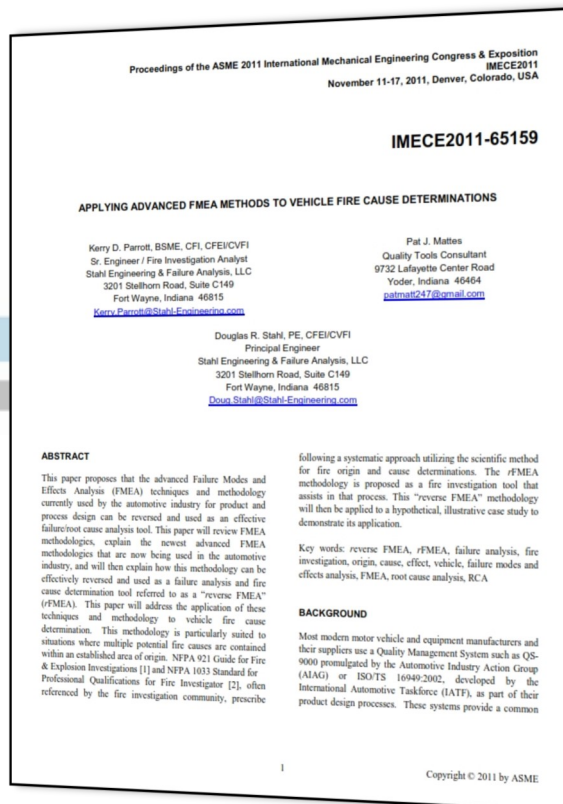 Proceedings of the ASME 2011 International Mechanical Engineering Congress & Exposition
IMECE2011
November 11-17, 2011, Denver, Colorado, USA
IMECE2011-65159
APPLYING ADVANCED FMEA METHODS TO VEHICLE FIRE CAUSE DETERMINATIONS
Kerry D. Parrott, BSME, CFI, CFEI/CVFI
Sr. Engineer / Fire Investigation Analyst
Stahl Engineering & Failure Analysis, LLC
3201 Stellhorn Road, Suite C149
Fort Wayne, Indiana 46815
Kerry.Parrott@Stahl-Engineering.com
Pat J. Mattes
Quality Tools Consultant
9732 Lafayette Center Road
Yoder, Indiana 46464
patmatt247@gmail.com
Douglas R. Stahl, PE, CFEI/CVFI
Principal Engineer
Stahl Engineering & Failure Analysis, LLC
3201 Stellhorn Road, Suite C149
Fort Wayne, Indiana 46815
Doug.Stahl@Stahl-Engineering.com
ABSTRACT
This paper proposes that the advanced Failure Modes and
Effects Analysis (FMEA) techniques and methodology
currently used by the automotive industry for product and
process design can be reversed and used as an effective
failure/root cause analysis tool. This paper will review FMEA
methodologies, explain the newest advanced FMEA
methodologies that are now being used in the automotive
industry, and will then explain how this methodology can be
effectively reversed and used as a failure analysis and fire
cause determination tool referred to as a "reverse FMEA"
(rFMEA). This paper will address the application of these
techniques and methodology to vehicle fire cause
determination. This methodology is particularly suited to
situations where multiple potential fire causes are contained
within an established area of origin. NFPA 921 Guide for Fire
& Explosion Investigations [1] and NFPA 1033 Standard for
Professional Qualifications for Fire Investigator [2], often
referenced by the fire investigation community, prescribe
following a systematic approach utilizing the scientific method
for fire origin and cause determinations. The rFMEA
methodology is proposed as a fire investigation tool that
assists in that process. This "reverse FMEA" methodology
will then be applied to a hypothetical, illustrative case study to
demonstrate its application.
Key words: reverse FMEA, rFMEA, failure analysis, fire
investigation, origin, cause, effect, vehicle, failure modes and
effects analysis, FMEA, root cause analysis, RCA
BACKGROUND
Most modern motor vehicle and equipment manufacturers and
their suppliers use a Quality Management System such as QS-
9000 promulgated by the Automotive Industry Action Group
(AIAG) or ISO/TS 16949:2002, developed by the
International Automotive Taskforce (IATF), as part of their
product design processes. These systems provide a common
1
Copyright © 2011 by ASME